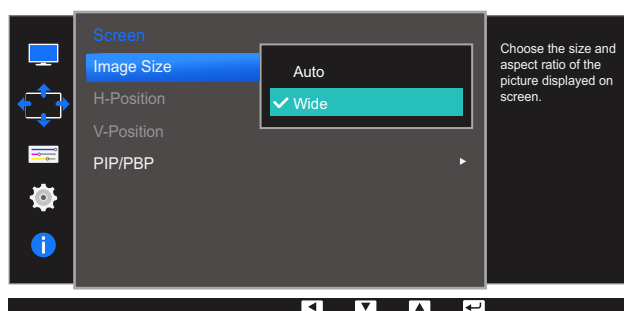 Screen
Image Size
Auto
Wide
H-Position
V-Position
PIP/PBP
Choose the size and
aspect ratio of the
picture displayed on
screen.